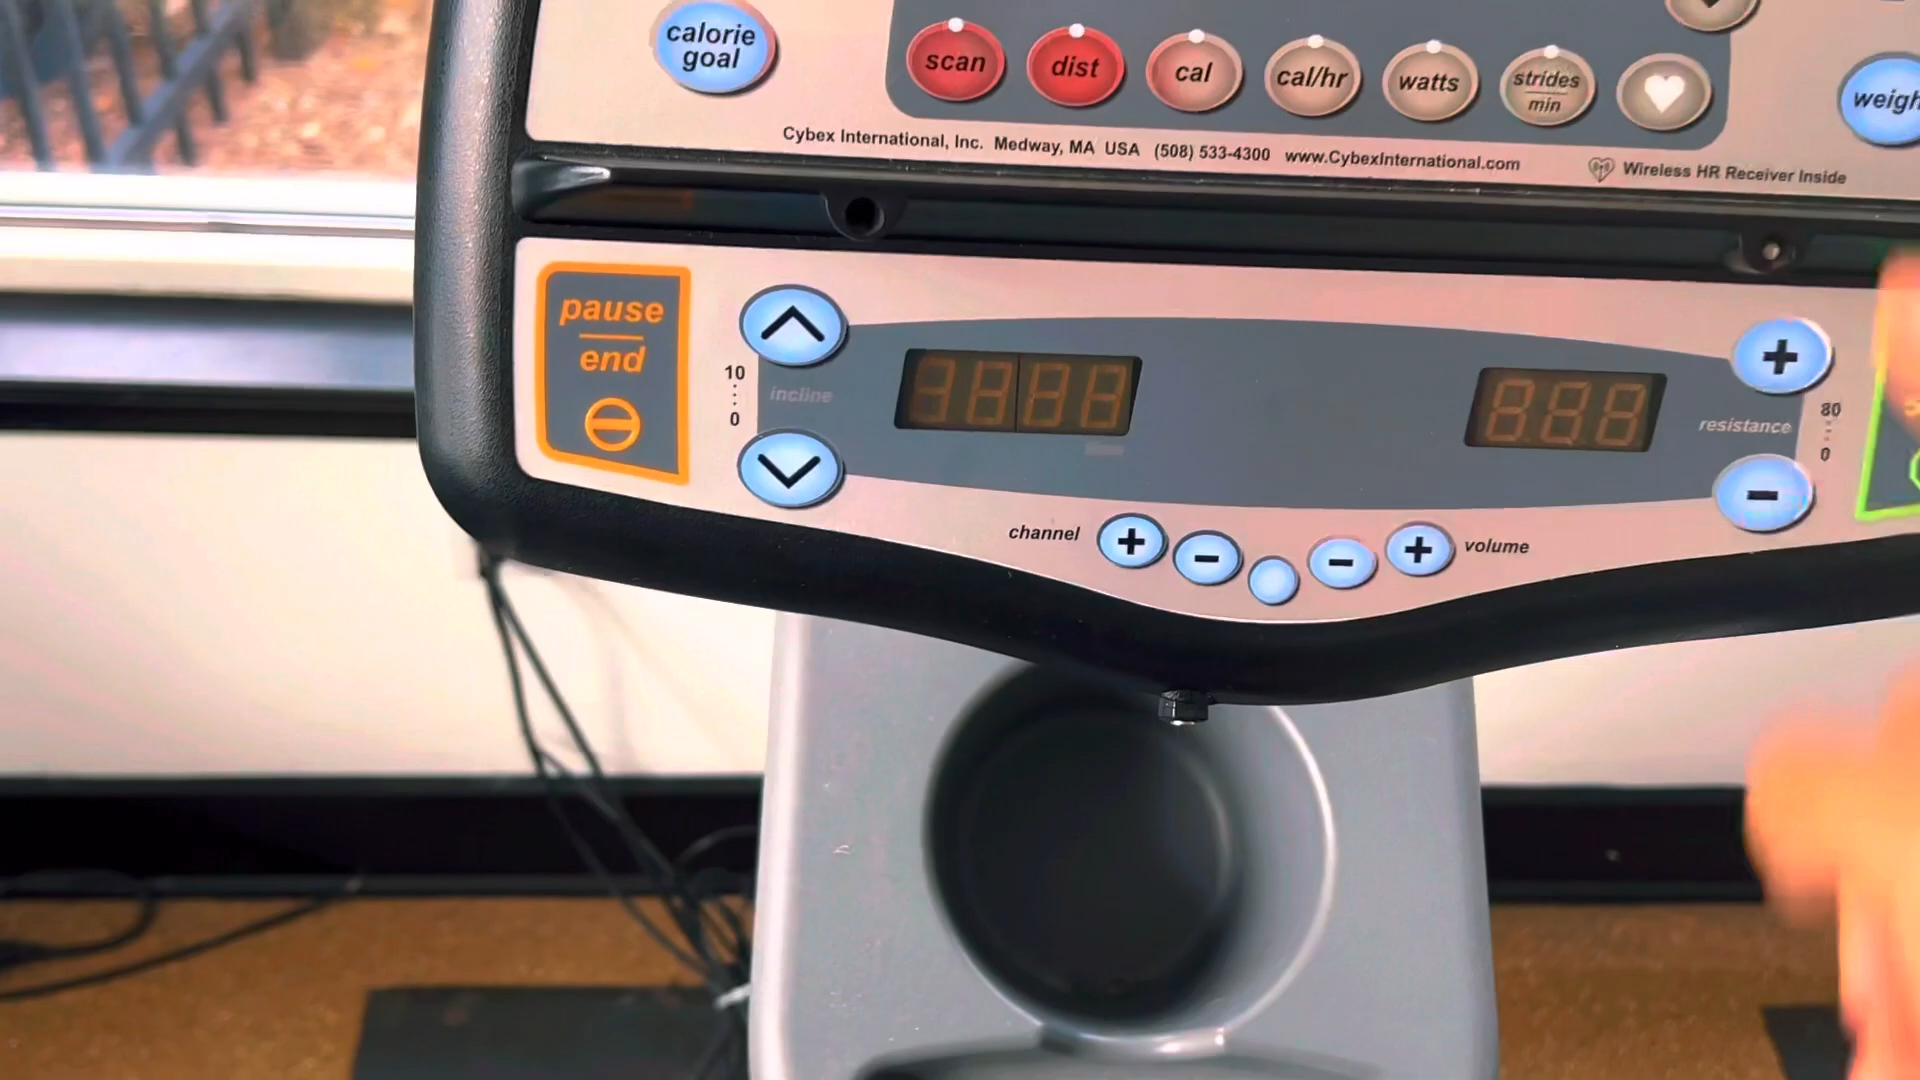 calorie
goal
scan
dist
cal
cal/hr
watts
strides
min
weigh
Cybex International, Inc. Medway, MA USA (508) 533-4300 www.CybexInternational.com
Wireless HR Receiver Inside
pause
end
10
0
incline
resistance
80
0
channel
volume